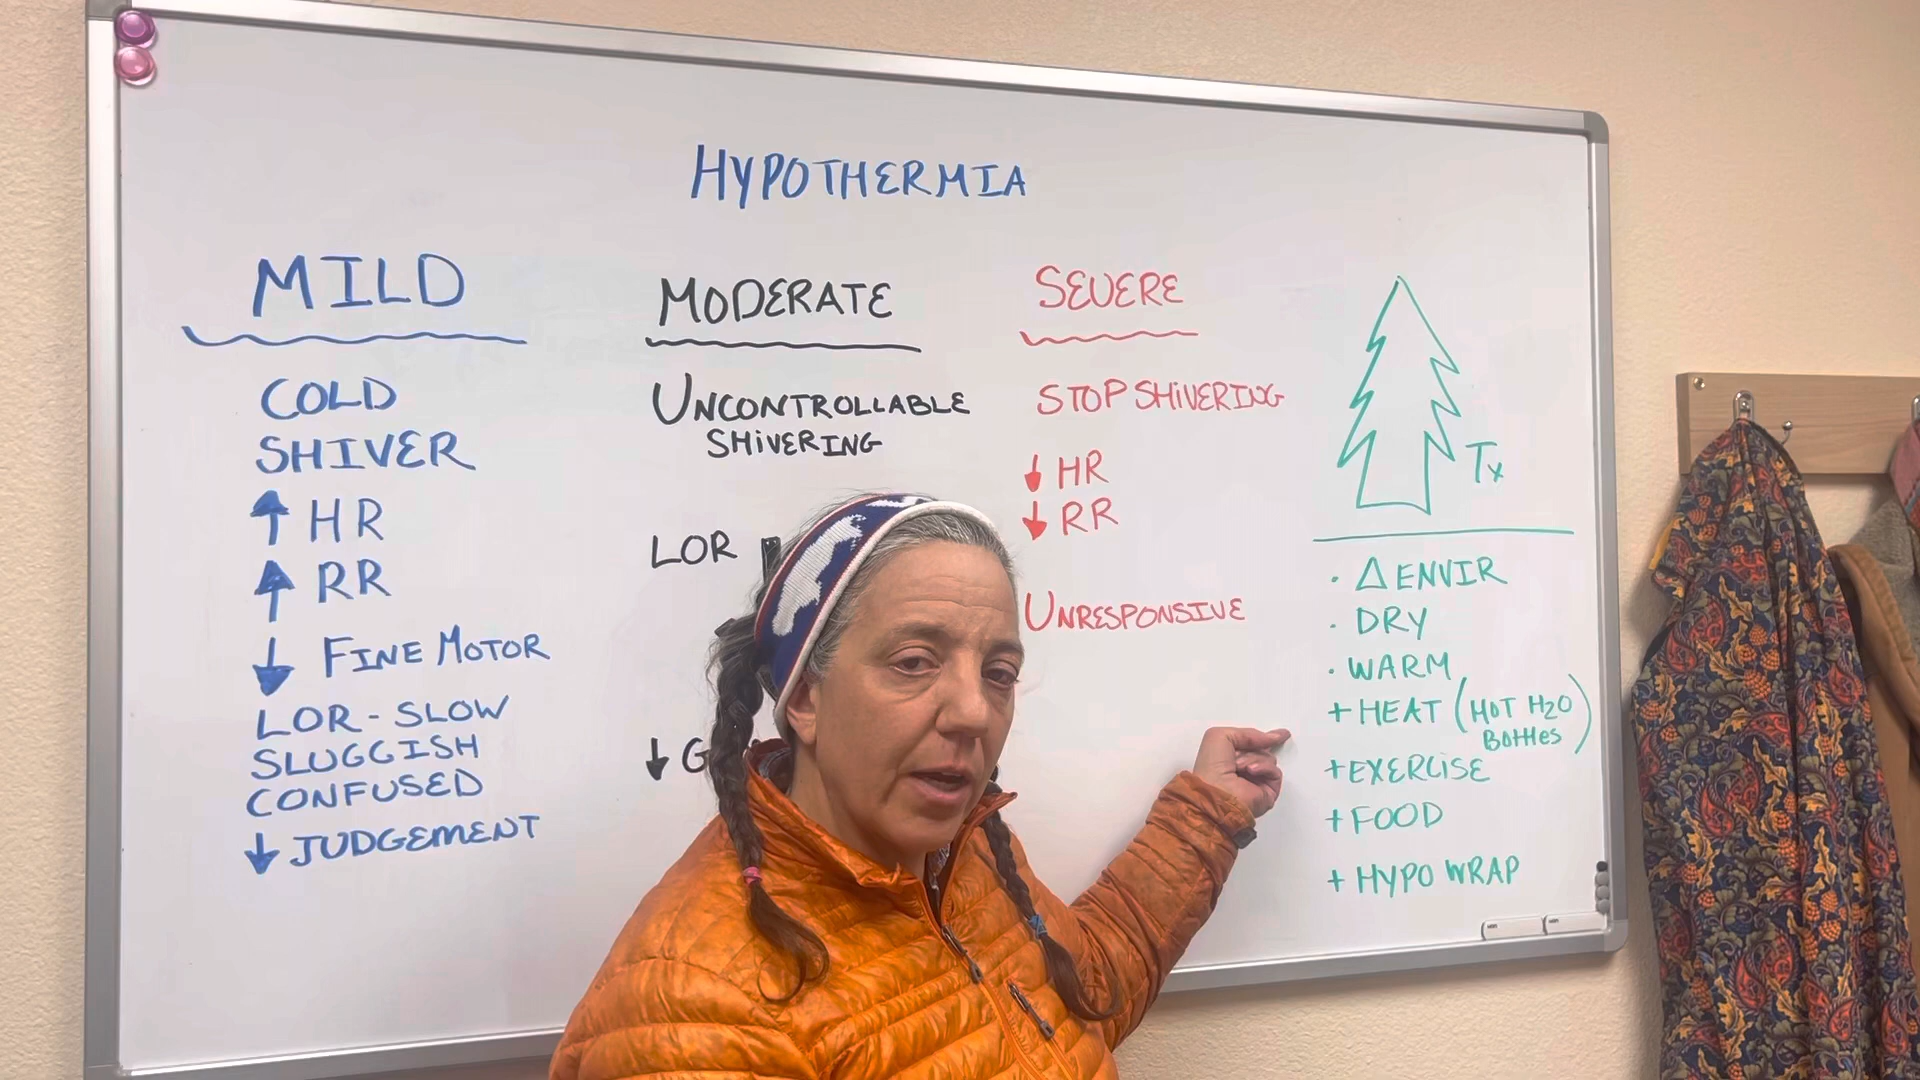 HYPOTHERMIA
MILD
COLD
SHIVER
↑ HR
↑ RR
↓ FINE MOTOR
LOR - SLOW
SLUGGISH
CONFUSED
↓ JUDGEMENT
MODERATE
UNCONTROLLABLE
SHIVERING
LOR
↓ G
SEVERE
STOP SHIVERING
↓ HR
↓ RR
UNRESPONSIVE
Tx
· Δ ENVIR
· DRY
· WARM
+ HEAT (HOT H2O
Bottles)
+ EXERCISE
+ FOOD
+ HYPO WRAP